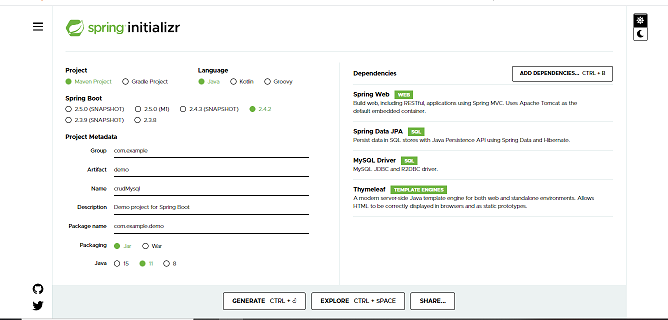 spring initializr
Project
Maven Project Gradle Project
Language
Java Kotlin Groovy
Spring Boot
2.5.0 (SNAPSHOT) 2.5.0 (M1) 2.4.3 (SNAPSHOT) 2.4.2
2.3.9 (SNAPSHOT) 2.3.8
Project Metadata
Group com.example
Artifact demo
Name crudMysql
Description Demo project for Spring Boot
Package name com.example.demo
Packaging Jar War
Java 15 11 8
Dependencies
ADD DEPENDENCIES... CTRL + B
Spring Web WEB
Build web, including RESTful, applications using Spring MVC. Uses Apache Tomcat as the
default embedded container.
Spring Data JPA SQL
Persist data in SQL stores with Java Persistence API using Spring Data and Hibernate.
MySQL Driver SQL
MySQL JDBC and R2DBC driver.
Thymeleaf TEMPLATE ENGINES
A modern server-side Java template engine for both web and standalone environments. Allows
HTML to be correctly displayed in browsers and as static prototypes.
GENERATE CTRL + ⏎
EXPLORE CTRL + SPACE
SHARE...